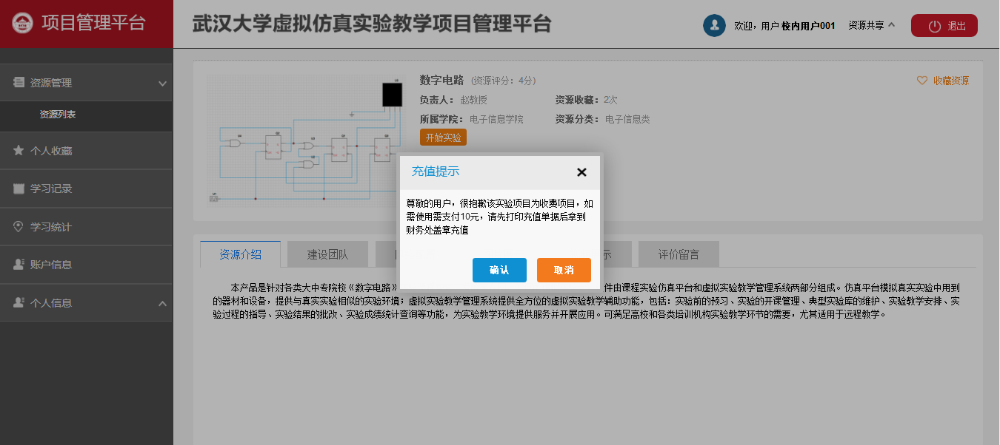 项目管理平台
武汉大学虚拟仿真实验教学项目管理平台
欢迎，用户 校内用户001
资源共享
退出
资源管理
资源列表
个人收藏
学习记录
学习统计
账户信息
个人信息
数字电路 (资源评分：4分)
收藏资源
负责人： 赵教授
资源收藏： 2次
所属学院： 电子信息学院
资源分类： 电子信息类
开始实验
充值提示
尊敬的用户，很抱歉该实验项目为收费项目，如
需使用需支付10元，请先打印充值单据后拿到
财务处盖章充值
确认
取消
资源介绍
建设团队
示
评价留言
本产品是针对各类大中专院校《数字电路》
件由课程实验仿真平台和虚拟实验教学管理系统两部分组成。仿真平台模拟真实实验中用到
的器材和设备，提供与真实实验相似的实验环境；虚拟实验教学管理系统提供全方位的虚拟实验教学辅助功能，包括：实验前的预习、实验的开课管理、典型实验库的维护、实验教学安排、实
验过程的指导、实验结果的批改、实验成绩统计查询等功能，为实验教学环境提供服务并开展应用。可满足高校和各类培训机构实验教学环节的需要，尤其适用于远程教学。